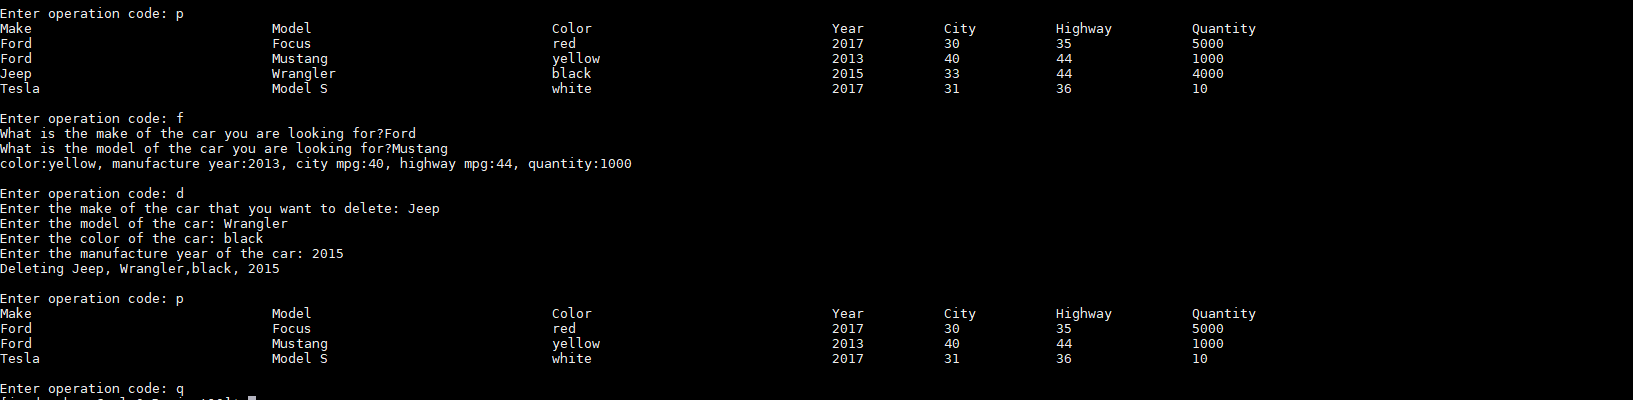 Enter operation code: p
Make Model Color Year City Highway Quantity
Ford Focus red 2017 30 35 5000
Ford Mustang yellow 2013 40 44 1000
Jeep Wrangler black 2015 33 44 4000
Tesla Model S white 2017 31 36 10
Enter operation code: f
What is the make of the car you are looking for?Ford
What is the model of the car you are looking for?Mustang
color:yellow, manufacture year:2013, city mpg:40, highway mpg:44, quantity:1000
Enter operation code: d
Enter the make of the car that you want to delete: Jeep
Enter the model of the car: Wrangler
Enter the color of the car: black
Enter the manufacture year of the car: 2015
Deleting Jeep, Wrangler,black, 2015
Enter operation code: p
Make Model Color Year City Highway Quantity
Ford Focus red 2017 30 35 5000
Ford Mustang yellow 2013 40 44 1000
Tesla Model S white 2017 31 36 10
Enter operation code: q